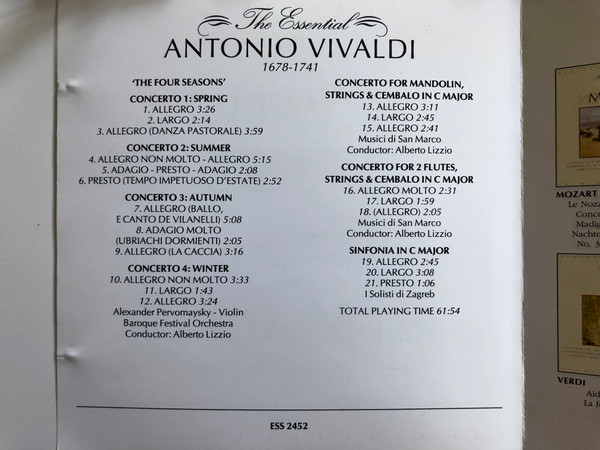 The Essential
ANTONIO VIVALDI
1678-1741
'THE FOUR SEASONS'
CONCERTO 1: SPRING
1. ALLEGRO 3:26
2. LARGO 2:14
3. ALLEGRO (DANZA PASTORALE) 3:59
CONCERTO 2: SUMMER
4. ALLEGRO NON MOLTO - ALLEGRO 5:15
5. ADAGIO - PRESTO - ADAGIO 2:08
6. PRESTO (TEMPO IMPETUOSO D'ESTATE) 2:52
CONCERTO 3: AUTUMN
7. ALLEGRO (BALLO,
E CANTO DE VILANELLI) 5:08
8. ADAGIO MOLTO
(UBRIACHI DORMIENTI) 2:05
9. ALLEGRO (LA CACCIA) 3:16
CONCERTO 4: WINTER
10. ALLEGRO NON MOLTO 3:33
11. LARGO 1:43
12. ALLEGRO 3:24
Alexander Pervomaysky - Violin
Baroque Festival Orchestra
Conductor: Alberto Lizzio
CONCERTO FOR MANDOLIN,
STRINGS & CEMBALO IN C MAJOR
13. ALLEGRO 3:11
14. LARGO 2:45
15. ALLEGRO 2:41
Musici di San Marco
Conductor: Alberto Lizzio
CONCERTO FOR 2 FLUTES,
STRINGS & CEMBALO IN C MAJOR
16. ALLEGRO MOLTO 2:31
17. LARGO 1:59
18. (ALLEGRO) 2:05
Musici di San Marco
Conductor: Alberto Lizzio
SINFONIA IN C MAJOR
19. ALLEGRO 2:45
20. LARGO 3:08
21. PRESTO 1:06
I Solisti di Zagreb
TOTAL PLAYING TIME 61:54
ESS 2452
MOZART
Le Nozz
Conce
Madig
Nachtm
No. 3
VERDI
Aid
La f